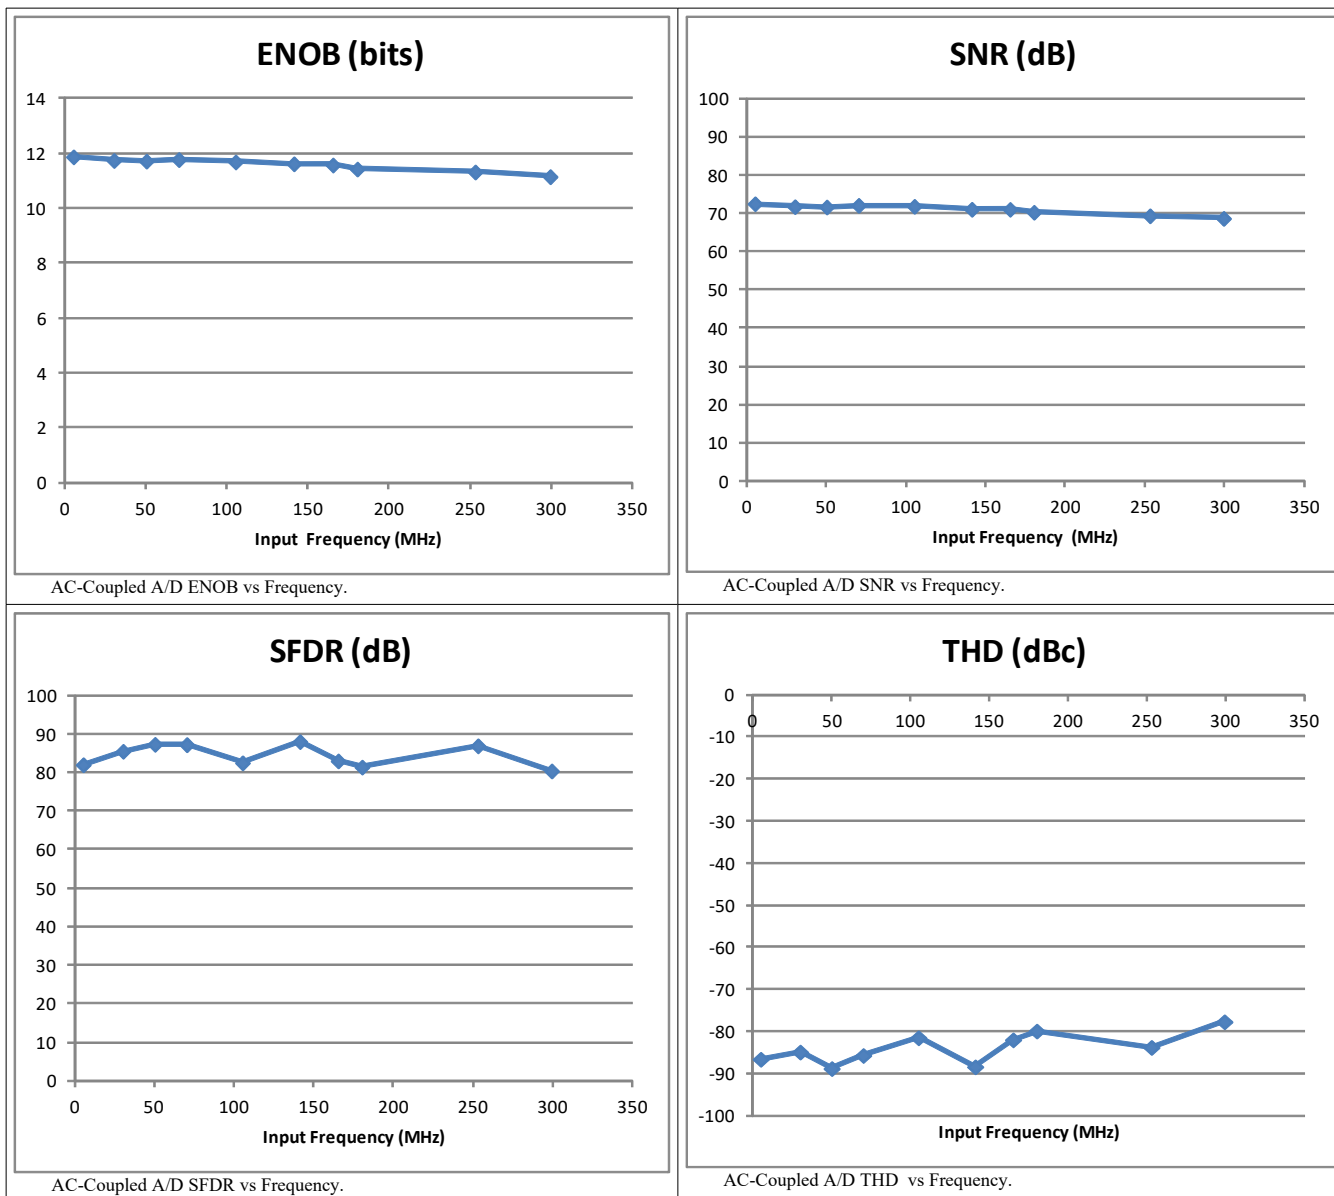 ENOB (bits)
14
12
10
8
6
4
2
0
0 50 100 150 200 250 300 350
Input Frequency (MHz)
AC-Coupled A/D ENOB vs Frequency.
SNR (dB)
100
90
80
70
60
50
40
30
20
10
0
0 50 100 150 200 250 300 350
Input Frequency (MHz)
AC-Coupled A/D SNR vs Frequency.
SFDR (dB)
100
90
80
70
60
50
40
30
20
10
0
0 50 100 150 200 250 300 350
Input Frequency (MHz)
AC-Coupled A/D SFDR vs Frequency.
THD (dBc)
0
0 50 100 150 200 250 300 350
-10
-20
-30
-40
-50
-60
-70
-80
-90
-100
Input Frequency (MHz)
AC-Coupled A/D THD vs Frequency.